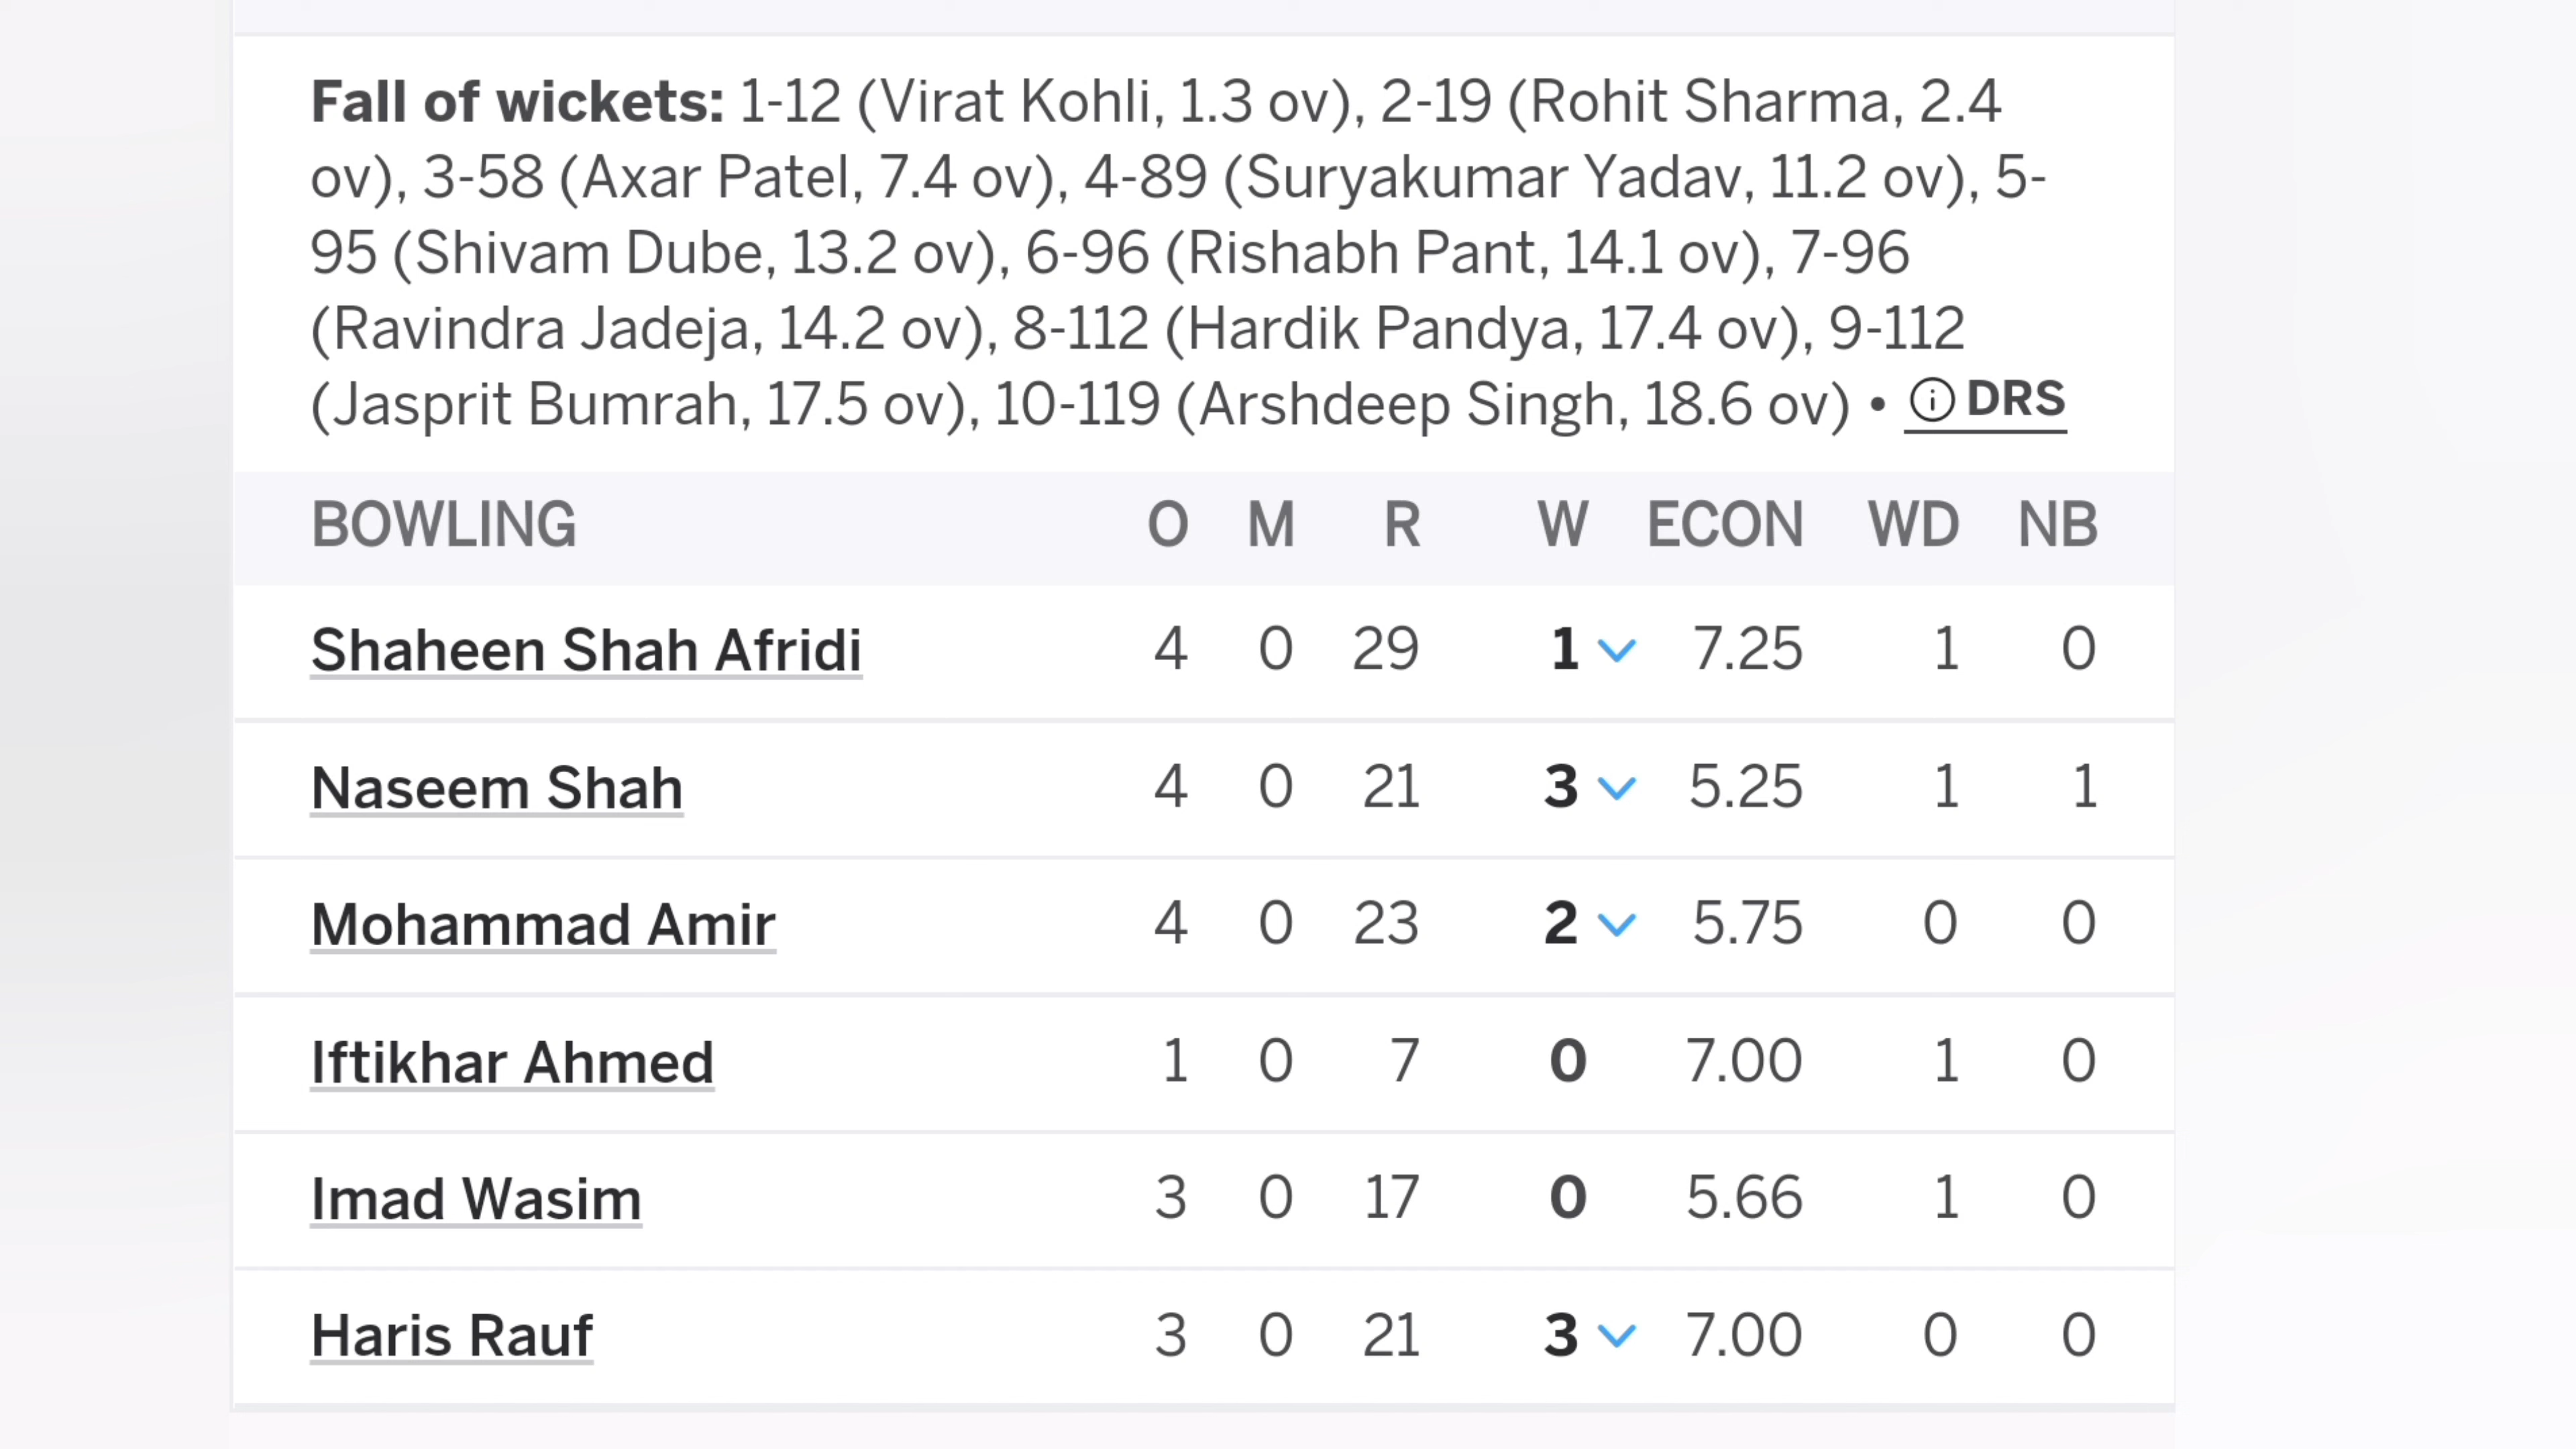 Fall of wickets: 1-12 (Virat Kohli, 1.3 ov), 2-19 (Rohit Sharma, 2.4
ov), 3-58 (Axar Patel, 7.4 ov), 4-89 (Suryakumar Yadav, 11.2 ov), 5-
95 (Shivam Dube, 13.2 ov), 6-96 (Rishabh Pant, 14.1 ov), 7-96
(Ravindra Jadeja, 14.2 ov), 8-112 (Hardik Pandya, 17.4 ov), 9-112
(Jasprit Bumrah, 17.5 ov), 10-119 (Arshdeep Singh, 18.6 ov) • DRS
BOWLING O M R W ECON WD NB
Shaheen Shah Afridi 4 0 29 1 7.25 1 0
Naseem Shah 4 0 21 3 5.25 1 1
Mohammad Amir 4 0 23 2 5.75 0 0
Iftikhar Ahmed 1 0 7 0 7.00 1 0
Imad Wasim 3 0 17 0 5.66 1 0
Haris Rauf 3 0 21 3 7.00 0 0